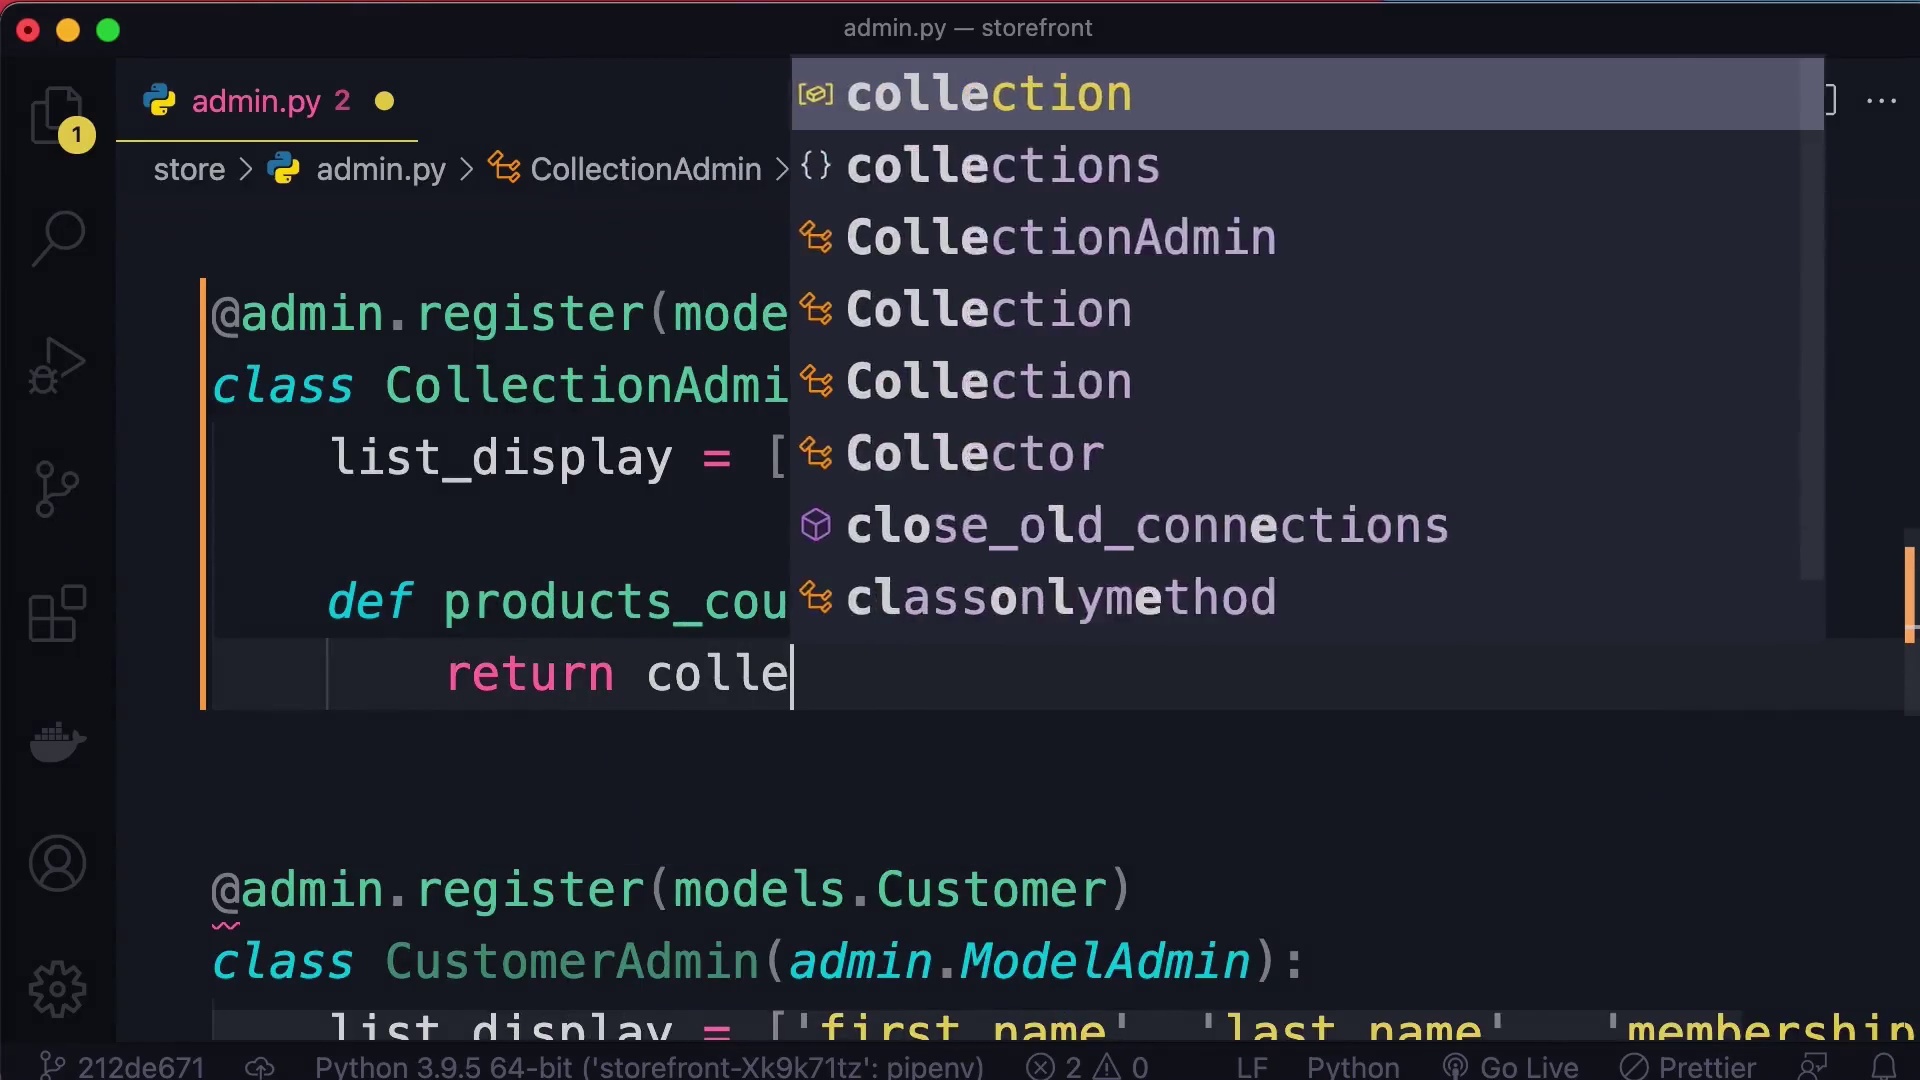 admin.py — storefront
admin.py 2
1
store > admin.py > CollectionAdmin >
collection
collections
CollectionAdmin
Collection
Collection
Collector
close_old_connections
classonlymethod
@admin.register(mode
class CollectionAdmi
list_display = [
def products_cou
return colle
@admin.register(models.Customer)
class CustomerAdmin(admin.ModelAdmin):
list_display = ['first_name' 'last_name' 'membership
212de671 Python 3.9.5 64-bit ('storefront-Xk9k71tz': pipenv) 2 0 LF Python Go Live Prettier